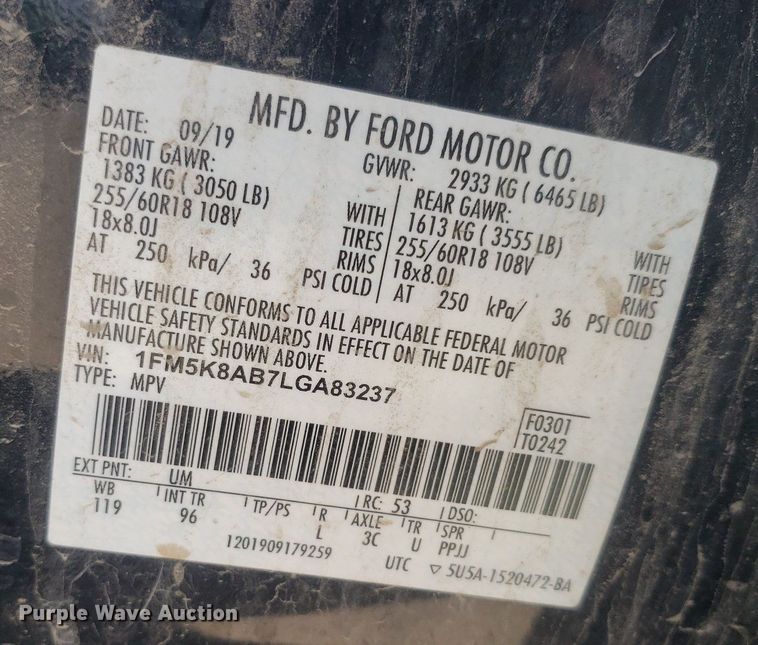 MFD. BY FORD MOTOR CO.
DATE: 09/19 GVWR: 2933 KG ( 6465 LB)
FRONT GAWR: REAR GAWR:
1383 KG ( 3050 LB) WITH 1613 KG ( 3555 LB) WITH
255/60R18 108V TIRES 255/60R18 108V TIRES
18x8.0J RIMS 18x8.0J RIMS
AT 250 kPa/ 36 PSI COLD AT 250 kPa/ 36 PSI COLD
THIS VEHICLE CONFORMS TO ALL APPLICABLE FEDERAL MOTOR
VEHICLE SAFETY STANDARDS IN EFFECT ON THE DATE OF
MANUFACTURE SHOWN ABOVE.
VIN: 1FM5K8AB7LGA83237
TYPE: MPV
F0301
T0242
EXT PNT: UM RC: 53 DSO:
WB INT TR TP/PS R AXLE TR SPR
119 96 L 3C U PPJJ
1201909179259 UTC ▽ 5U5A-1520472-BA
Purple Wave Auction